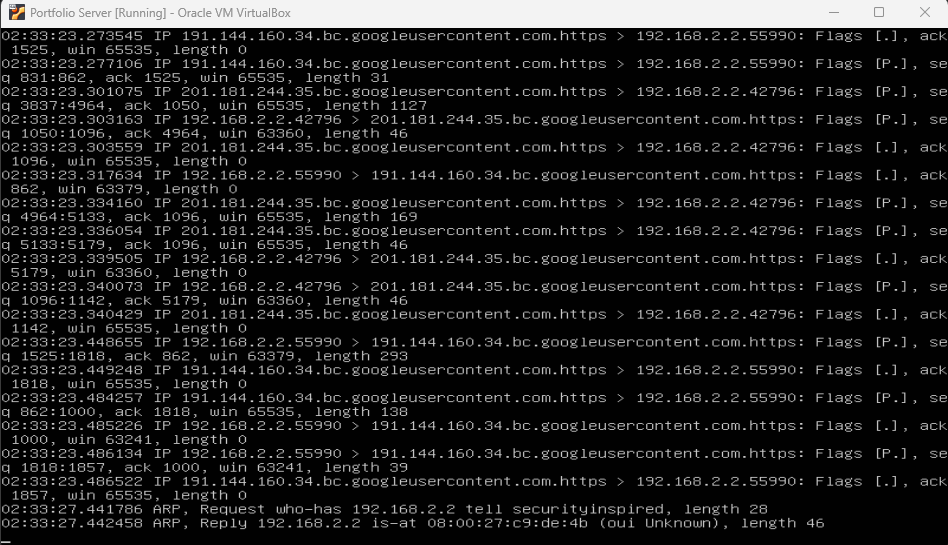 Portfolio Server [Running] - Oracle VM VirtualBox
02:33:23.273545 IP 191.144.160.34.bc.googleusercontent.com.https > 192.168.2.2.55990: Flags [.], ack
 1525, win 65535, length 0
02:33:23.277106 IP 191.144.160.34.bc.googleusercontent.com.https > 192.168.2.2.55990: Flags [P.], se
q 831:862, ack 1525, win 65535, length 31
02:33:23.301075 IP 201.181.244.35.bc.googleusercontent.com.https > 192.168.2.2.42796: Flags [P.], se
q 3837:4964, ack 1050, win 65535, length 1127
02:33:23.303163 IP 192.168.2.2.42796 > 201.181.244.35.bc.googleusercontent.com.https: Flags [P.], se
q 1050:1096, ack 4964, win 63360, length 46
02:33:23.303559 IP 201.181.244.35.bc.googleusercontent.com.https > 192.168.2.2.42796: Flags [.], ack
 1096, win 65535, length 0
02:33:23.317634 IP 192.168.2.2.55990 > 191.144.160.34.bc.googleusercontent.com.https: Flags [.], ack
 862, win 63379, length 0
02:33:23.334160 IP 201.181.244.35.bc.googleusercontent.com.https > 192.168.2.2.42796: Flags [P.], se
q 4964:5133, ack 1096, win 65535, length 169
02:33:23.336054 IP 201.181.244.35.bc.googleusercontent.com.https > 192.168.2.2.42796: Flags [P.], se
q 5133:5179, ack 1096, win 65535, length 46
02:33:23.339505 IP 192.168.2.2.42796 > 201.181.244.35.bc.googleusercontent.com.https: Flags [.], ack
 5179, win 63360, length 0
02:33:23.340073 IP 192.168.2.2.42796 > 201.181.244.35.bc.googleusercontent.com.https: Flags [P.], se
q 1096:1142, ack 5179, win 63360, length 46
02:33:23.340429 IP 201.181.244.35.bc.googleusercontent.com.https > 192.168.2.2.42796: Flags [.], ack
 1142, win 65535, length 0
02:33:23.448655 IP 192.168.2.2.55990 > 191.144.160.34.bc.googleusercontent.com.https: Flags [P.], se
q 1525:1818, ack 862, win 63379, length 293
02:33:23.449248 IP 191.144.160.34.bc.googleusercontent.com.https > 192.168.2.2.55990: Flags [.], ack
 1818, win 65535, length 0
02:33:23.484257 IP 191.144.160.34.bc.googleusercontent.com.https > 192.168.2.2.55990: Flags [P.], se
q 862:1000, ack 1818, win 65535, length 138
02:33:23.485226 IP 192.168.2.2.55990 > 191.144.160.34.bc.googleusercontent.com.https: Flags [.], ack
 1000, win 63241, length 0
02:33:23.486134 IP 192.168.2.2.55990 > 191.144.160.34.bc.googleusercontent.com.https: Flags [P.], se
q 1818:1857, ack 1000, win 63241, length 39
02:33:23.486522 IP 191.144.160.34.bc.googleusercontent.com.https > 192.168.2.2.55990: Flags [.], ack
 1857, win 65535, length 0
02:33:27.441786 ARP, Request who-has 192.168.2.2 tell securityinspired, length 28
02:33:27.442458 ARP, Reply 192.168.2.2 is-at 08:00:27:c9:de:4b (oui Unknown), length 46